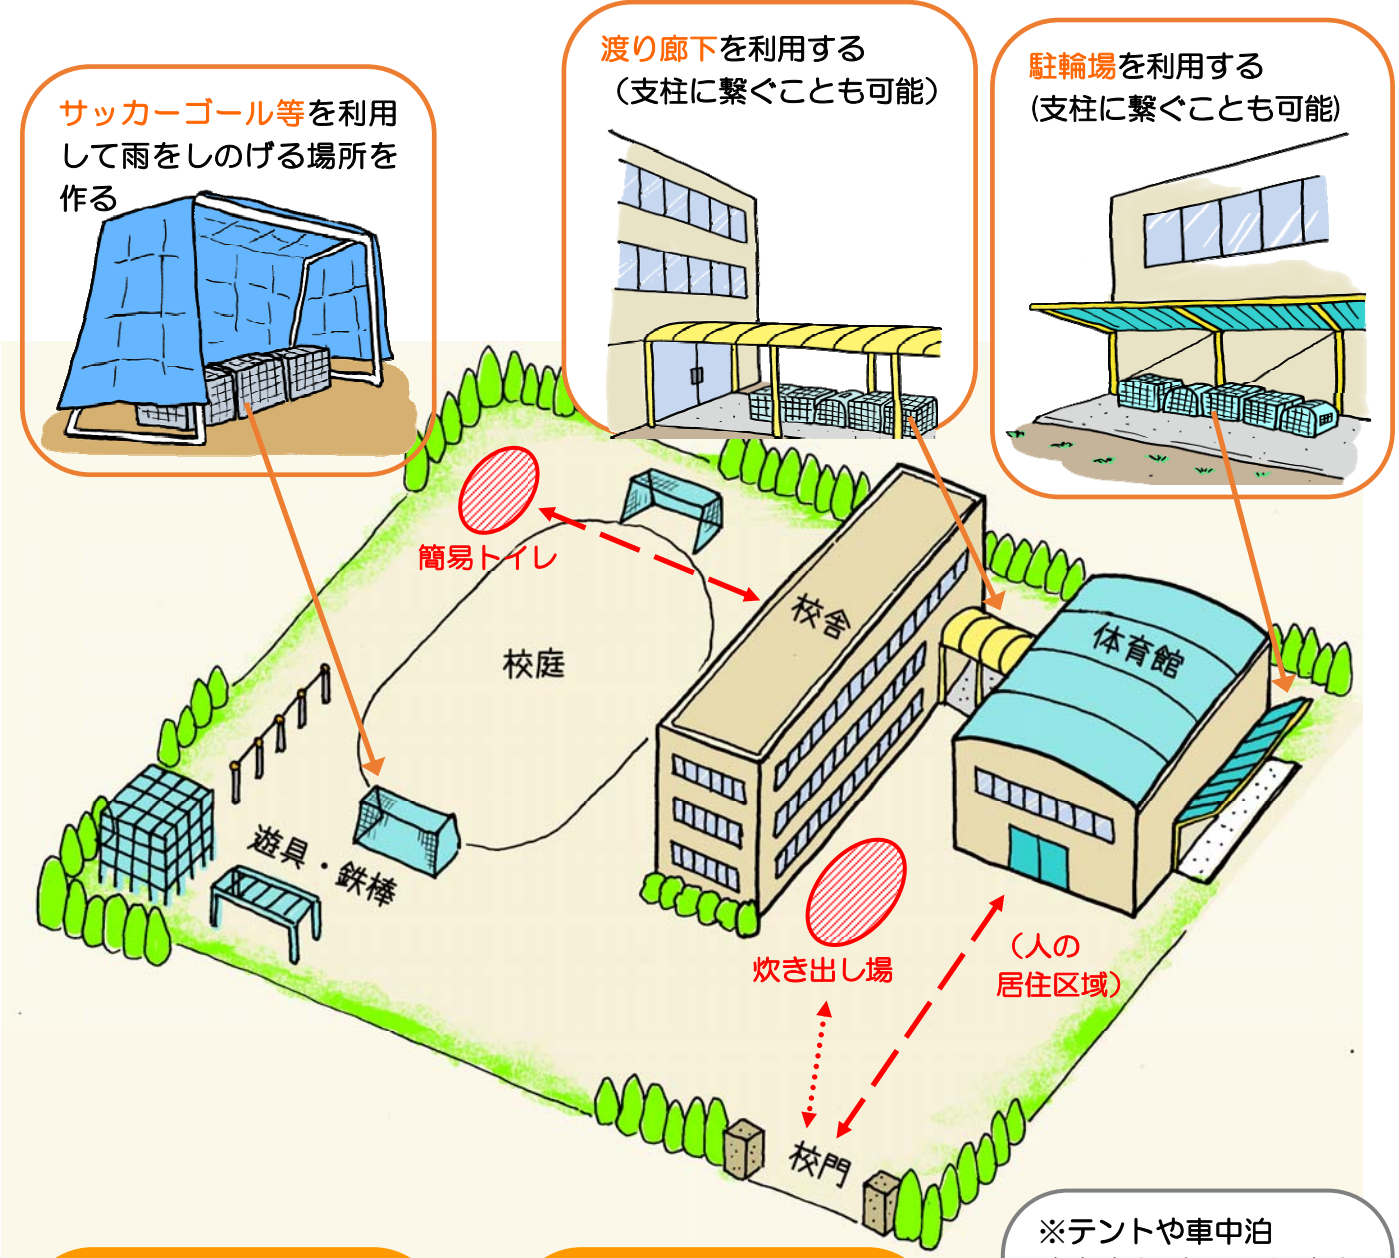 サッカーゴール等を利用
して雨をしのげる場所を
作る
渡り廊下を利用する
（支柱に繋ぐことも可能）
駐輪場を利用する
(支柱に繋ぐことも可能)
簡易トイレ
校庭
校舎
体育館
遊具・鉄棒
炊き出し場
（人の
居住区域）
校門
※テントや車中泊